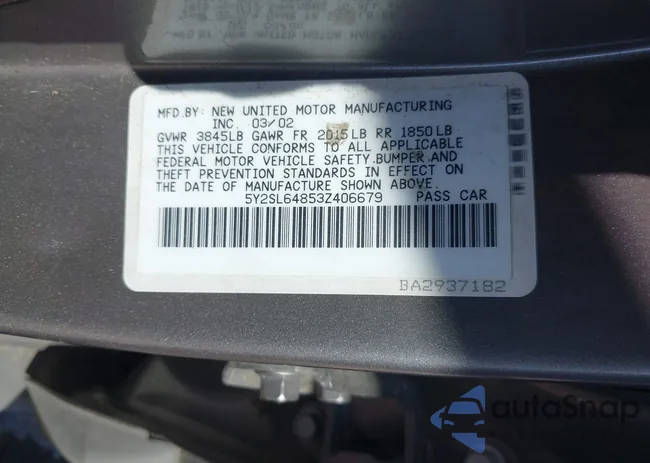 MFD.BY: NEW UNITED MOTOR MANUFACTURING
INC. 03/02
GVWR 3845LB GAWR FR 2015LB RR 1850LB
THIS VEHICLE CONFORMS TO ALL APPLICABLE
FEDERAL MOTOR VEHICLE SAFETY,BUMPER,AND
THEFT PREVENTION STANDARDS IN EFFECT ON
THE DATE OF MANUFACTURE SHOWN ABOVE.
5Y2SL64853Z406679 PASS CAR
BA2937182
autoSnap